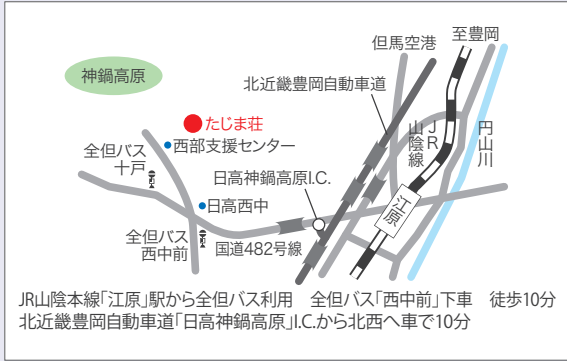 至豊岡
但馬空港
神鍋高原
北近畿豊岡自動車道
たじま荘
西部支援センター
JR
山陰線
円山川
全但バス
十戸
日高神鍋高原I.C.
日高西中
江原
全但バス
西中前
国道482号線
JR山陰本線「江原」駅から全但バス利用　全但バス「西中前」下車　徒歩10分
北近畿豊岡自動車道「日高神鍋高原」I.C.から北西へ車で10分